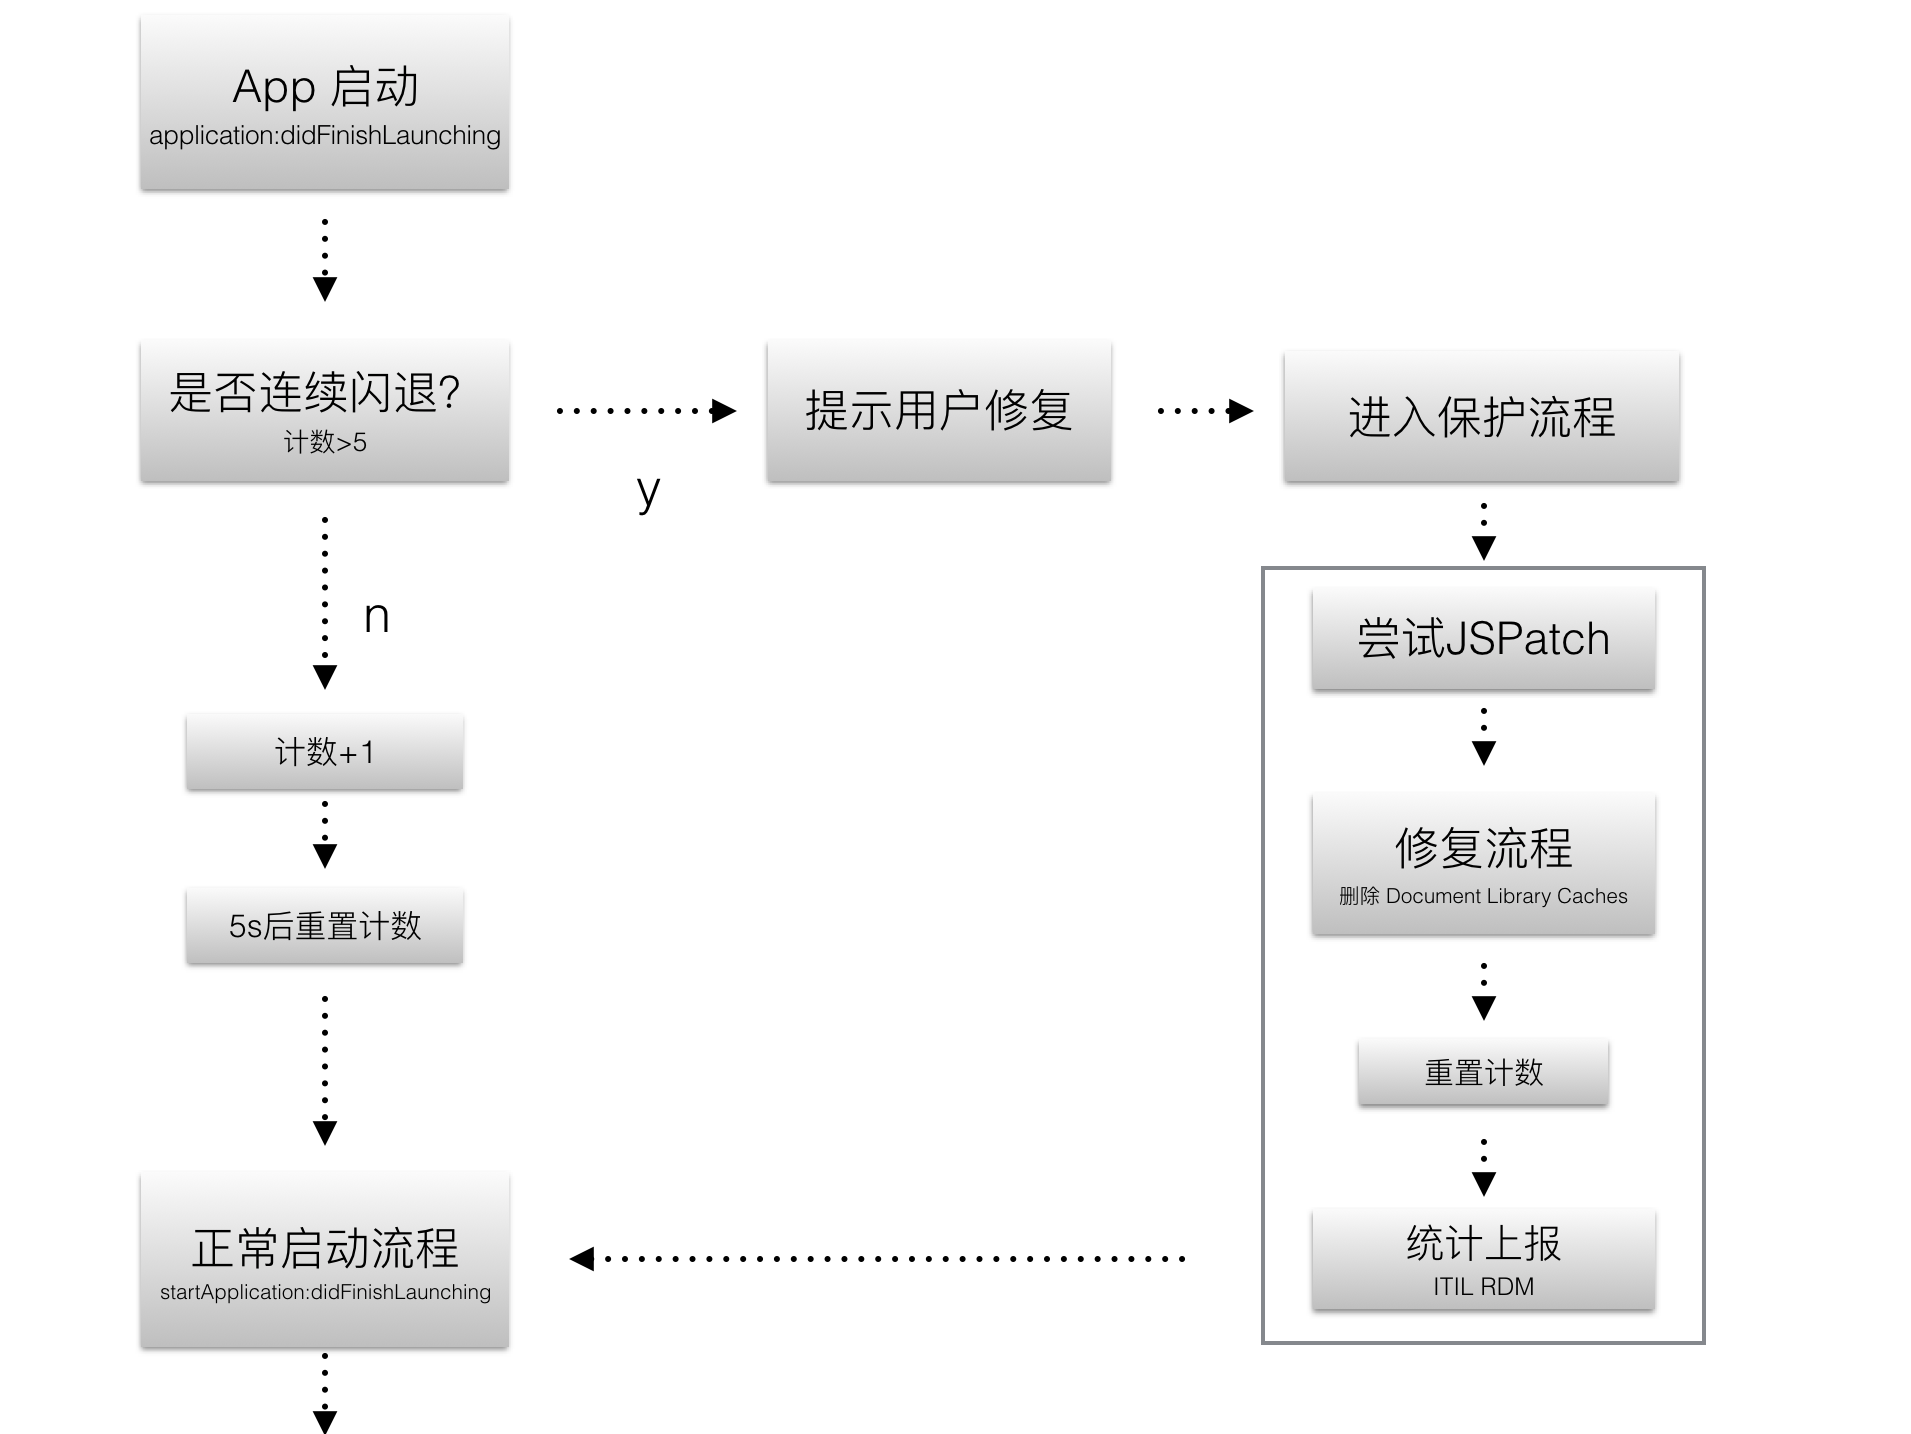 App 启动
application:didFinishLaunching
是否连续闪退?
计数>5
y
提示用户修复
进入保护流程
n
计数+1
5s后重置计数
正常启动流程
startApplication:didFinishLaunching
尝试JSPatch
修复流程
删除 Document Library Caches
重置计数
统计上报
ITIL RDM